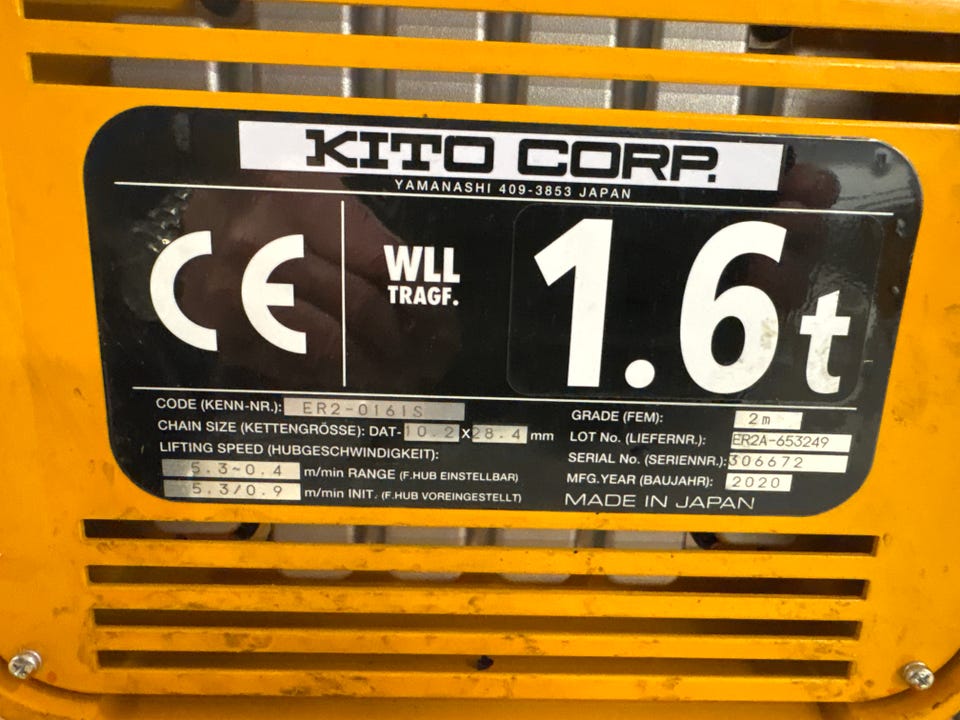 KITO CORP.
YAMANASHI 409-3853 JAPAN
CE
WLL
TRAGF.
1.6t
CODE (KENN-NR.): ER2-016IS
CHAIN SIZE (KETTENGRÖSSE): DAT-10.2X28.4 mm
LIFTING SPEED (HUBGESCHWINDIGKEIT):
5.3~0.4 m/min RANGE (F.HUB EINSTELLBAR)
5.3/0.9 m/min INIT. (F.HUB VOREINGESTELLT)
GRADE (FEM): 2m
LOT No. (LIEFERNR.): ER2A-653249
SERIAL No. (SERIENNR.): 306672
MFG.YEAR (BAUJAHR): 2020
MADE IN JAPAN